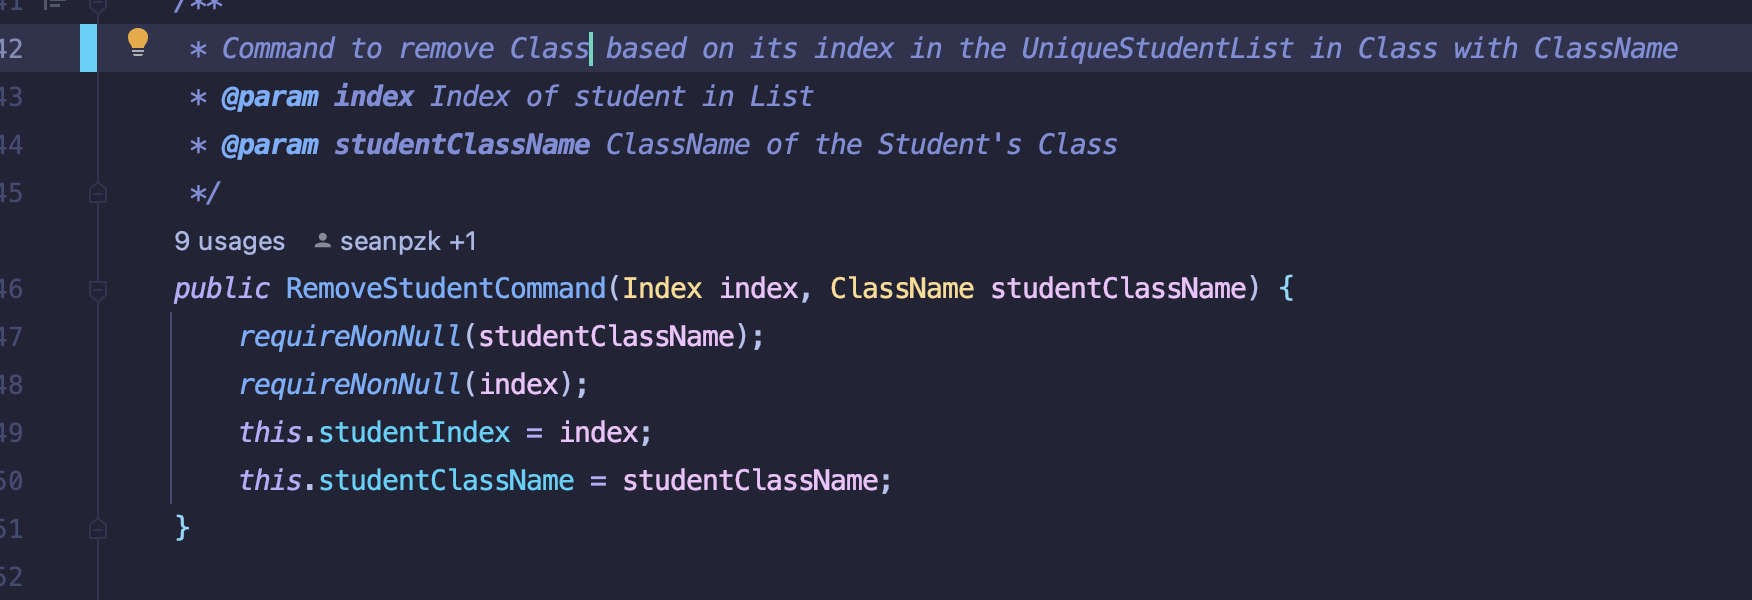 /**
42 * Command to remove Class based on its index in the UniqueStudentList in Class with ClassName
43 * @param index Index of student in List
44 * @param studentClassName ClassName of the Student's Class
45 */
9 usages seanpzk +1
46 public RemoveStudentCommand(Index index, ClassName studentClassName) {
47 requireNonNull(studentClassName);
48 requireNonNull(index);
49 this.studentIndex = index;
50 this.studentClassName = studentClassName;
51 }
52